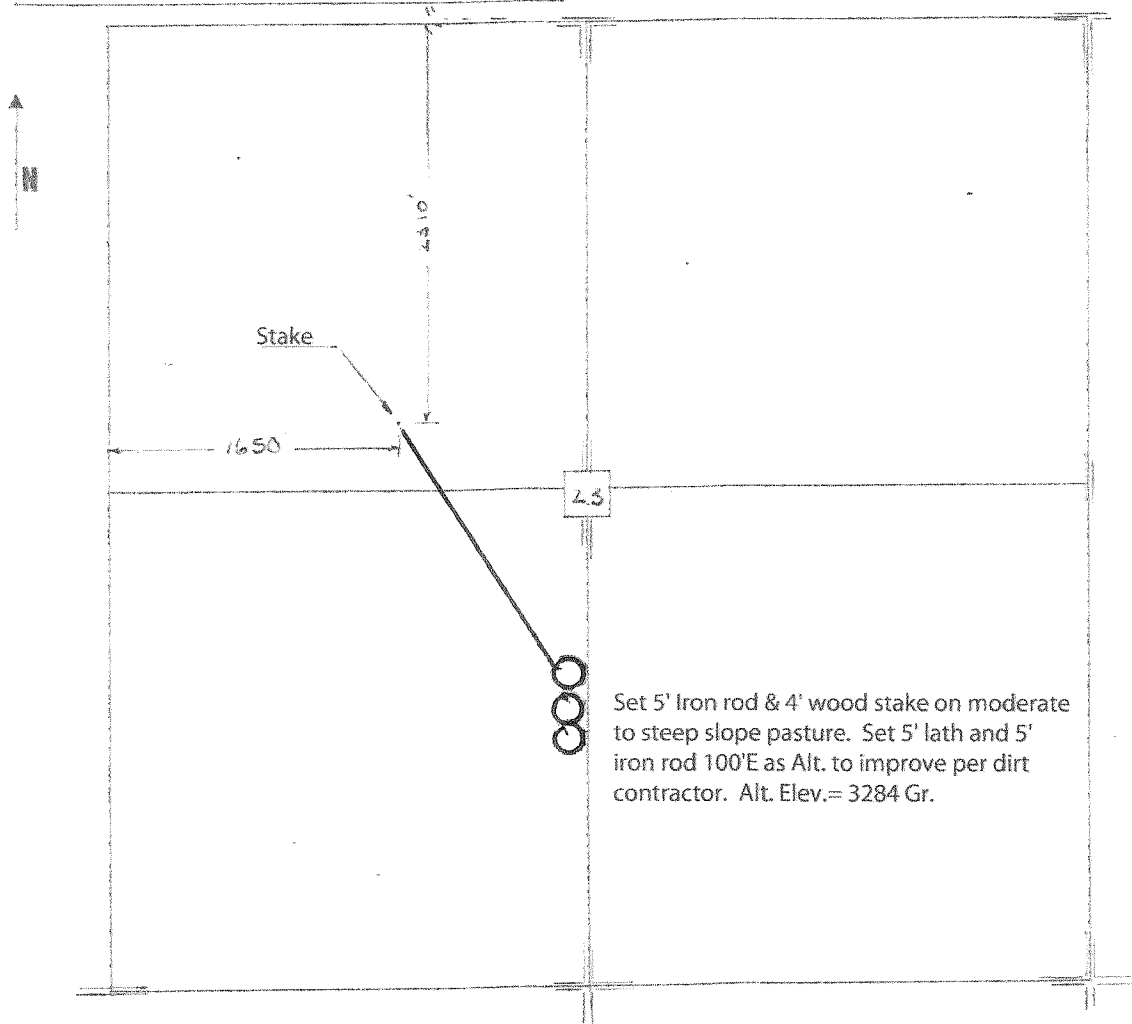 N
2310'
Stake
1650
23
Set 5' Iron rod & 4' wood stake on moderate
to steep slope pasture. Set 5' lath and 5'
iron rod 100'E as Alt. to improve per dirt
contractor. Alt. Elev.= 3284 Gr.